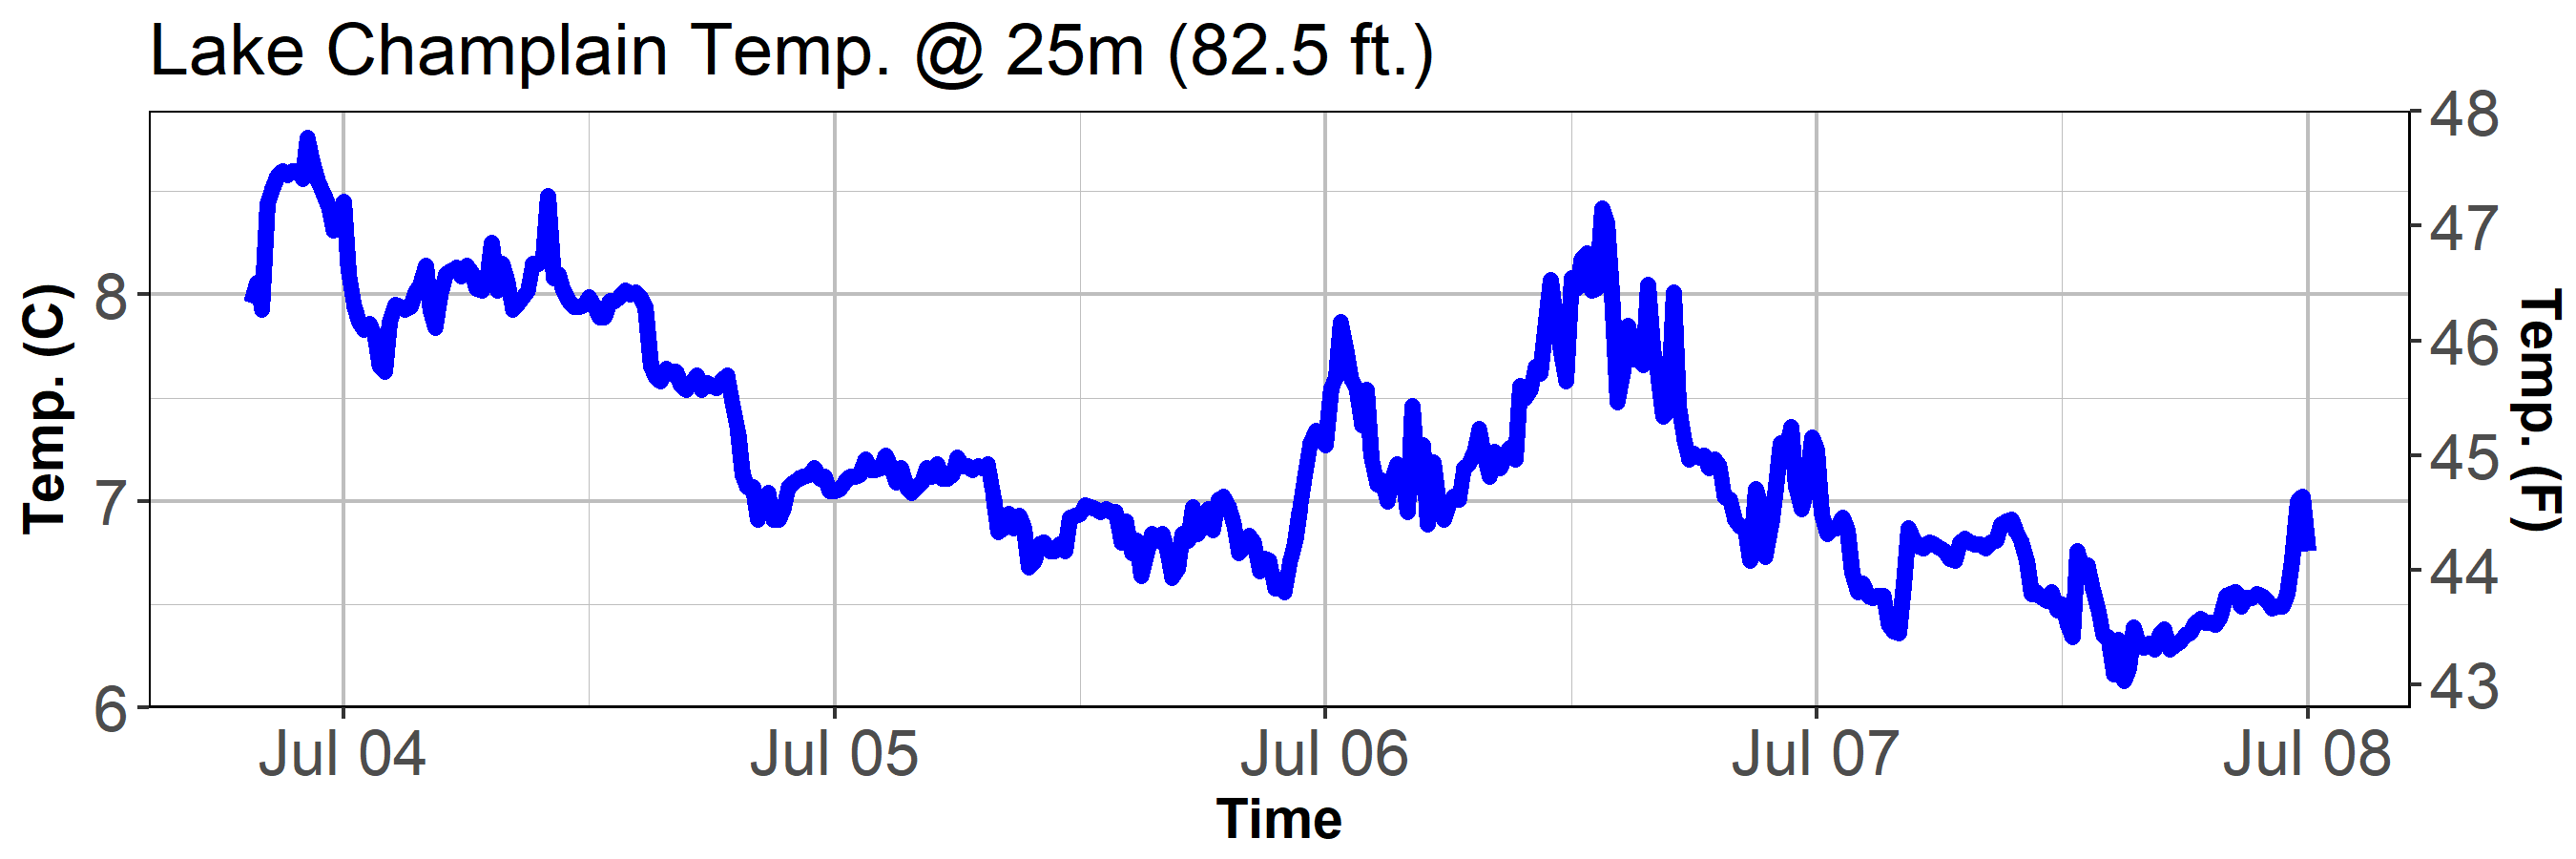 Lake Champlain Temp. @ 25m (82.5 ft.)
Temp. (C)
8
7
6
48
47
46
45
44
43
Temp. (F)
Jul 04 Jul 05 Jul 06 Jul 07 Jul 08
Time